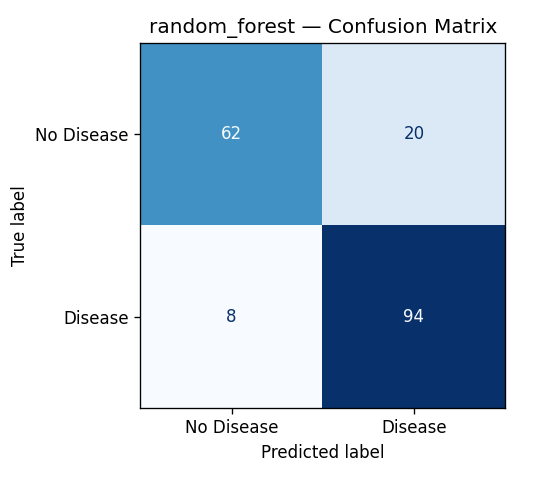 random_forest — Confusion Matrix
No Disease
62
20
True label
Disease
8
94
No Disease
Disease
Predicted label